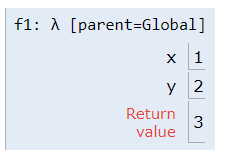 f1: λ [parent=Global]
x 1
y 2
Return
value 3